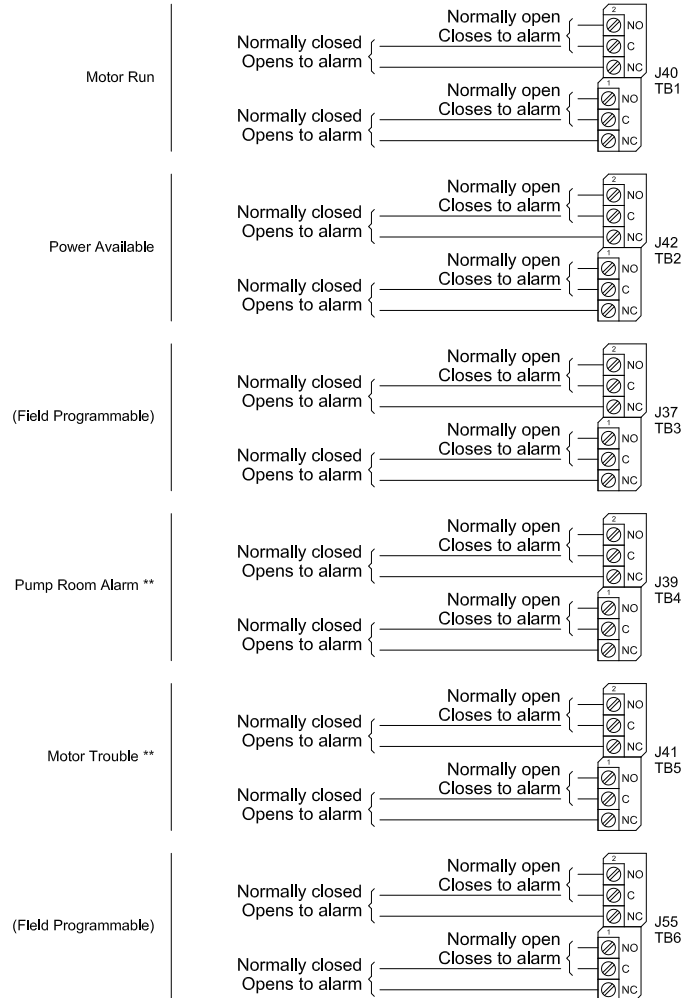 2
Normally open
NO
Normally closed
Closes to alarm
C
Opens to alarm
NC
Motor Run
J40
TB1
1
Normally open
NO
Normally closed
Closes to alarm
C
Opens to alarm
NC
2
Normally open
NO
Normally closed
Closes to alarm
C
Opens to alarm
NC
Power Available
J42
TB2
1
Normally open
NO
Normally closed
Closes to alarm
C
Opens to alarm
NC
2
Normally open
NO
Normally closed
Closes to alarm
C
Opens to alarm
NC
(Field Programmable)
J37
TB3
1
Normally open
NO
Normally closed
Closes to alarm
C
Opens to alarm
NC
2
Normally open
NO
Normally closed
Closes to alarm
C
Opens to alarm
NC
Pump Room Alarm **
J39
TB4
1
Normally open
NO
Normally closed
Closes to alarm
C
Opens to alarm
NC
2
Normally open
NO
Normally closed
Closes to alarm
C
Opens to alarm
NC
Motor Trouble **
J41
TB5
1
Normally open
NO
Normally closed
Closes to alarm
C
Opens to alarm
NC
2
Normally open
NO
Normally closed
Closes to alarm
C
Opens to alarm
NC
(FIeld Programmable)
J55
TB6
1
Normally open
NO
Normally closed
Closes to alarm
C
Opens to alarm
NC